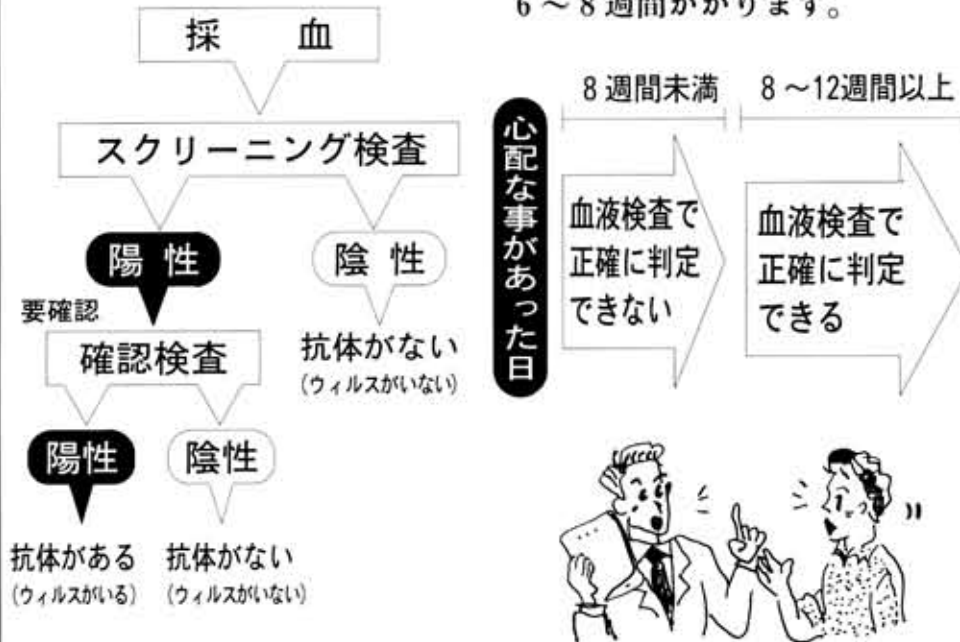 6～8週間かかります。
採血
スクリーニング検査
陽性
陰性
要確認
確認検査
抗体がない
(ウィルスがいない)
陽性
陰性
抗体がある
(ウィルスがいる)
抗体がない
(ウィルスがいない)
心配な事があった日
8週間未満
8～12週間以上
血液検査で
正確に判定
できない
血液検査で
正確に判定
できる